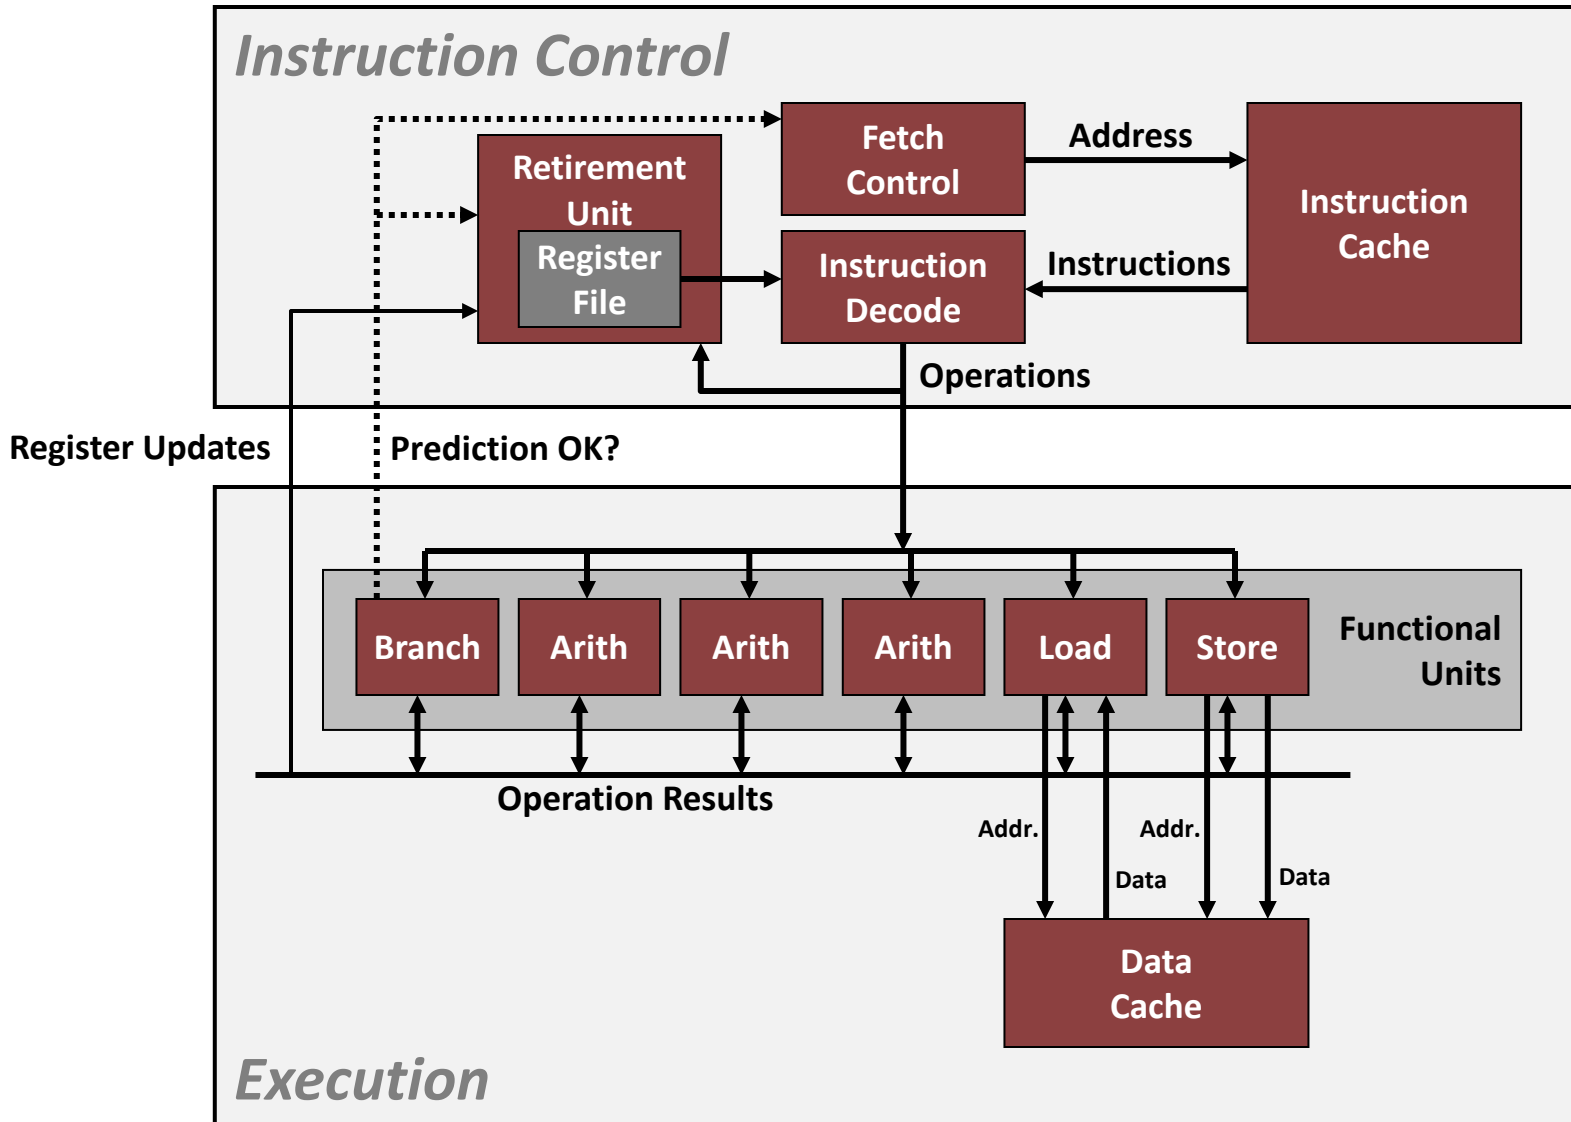 Instruction Control
Fetch
Control
Address
Instruction
Cache
Retirement
Unit
Register
File
Instruction
Decode
Instructions
Operations
Register Updates
Prediction OK?
Branch
Arith
Arith
Arith
Load
Store
Functional
Units
Operation Results
Addr.
Addr.
Data
Data
Data
Cache
Execution